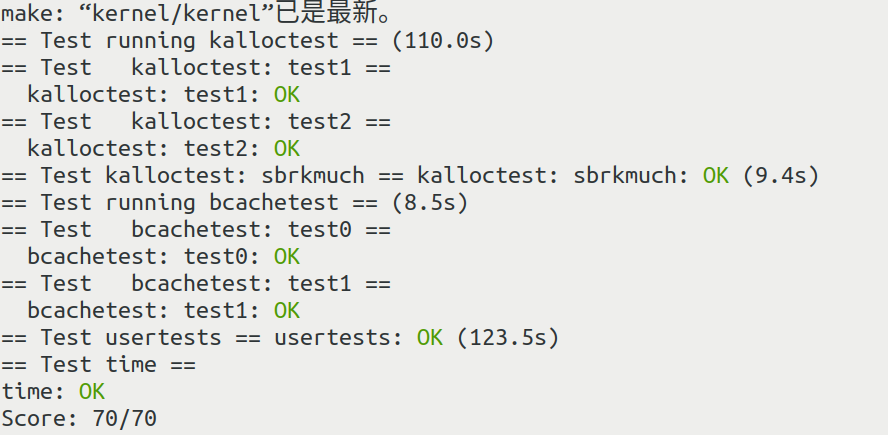 make: “kernel/kernel”已是最新。
== Test running kalloctest == (110.0s)
== Test   kalloctest: test1 ==
  kalloctest: test1: OK
== Test   kalloctest: test2 ==
  kalloctest: test2: OK
== Test kalloctest: sbrkmuch == kalloctest: sbrkmuch: OK (9.4s)
== Test running bcachetest == (8.5s)
== Test   bcachetest: test0 ==
  bcachetest: test0: OK
== Test   bcachetest: test1 ==
  bcachetest: test1: OK
== Test usertests == usertests: OK (123.5s)
== Test time ==
time: OK
Score: 70/70